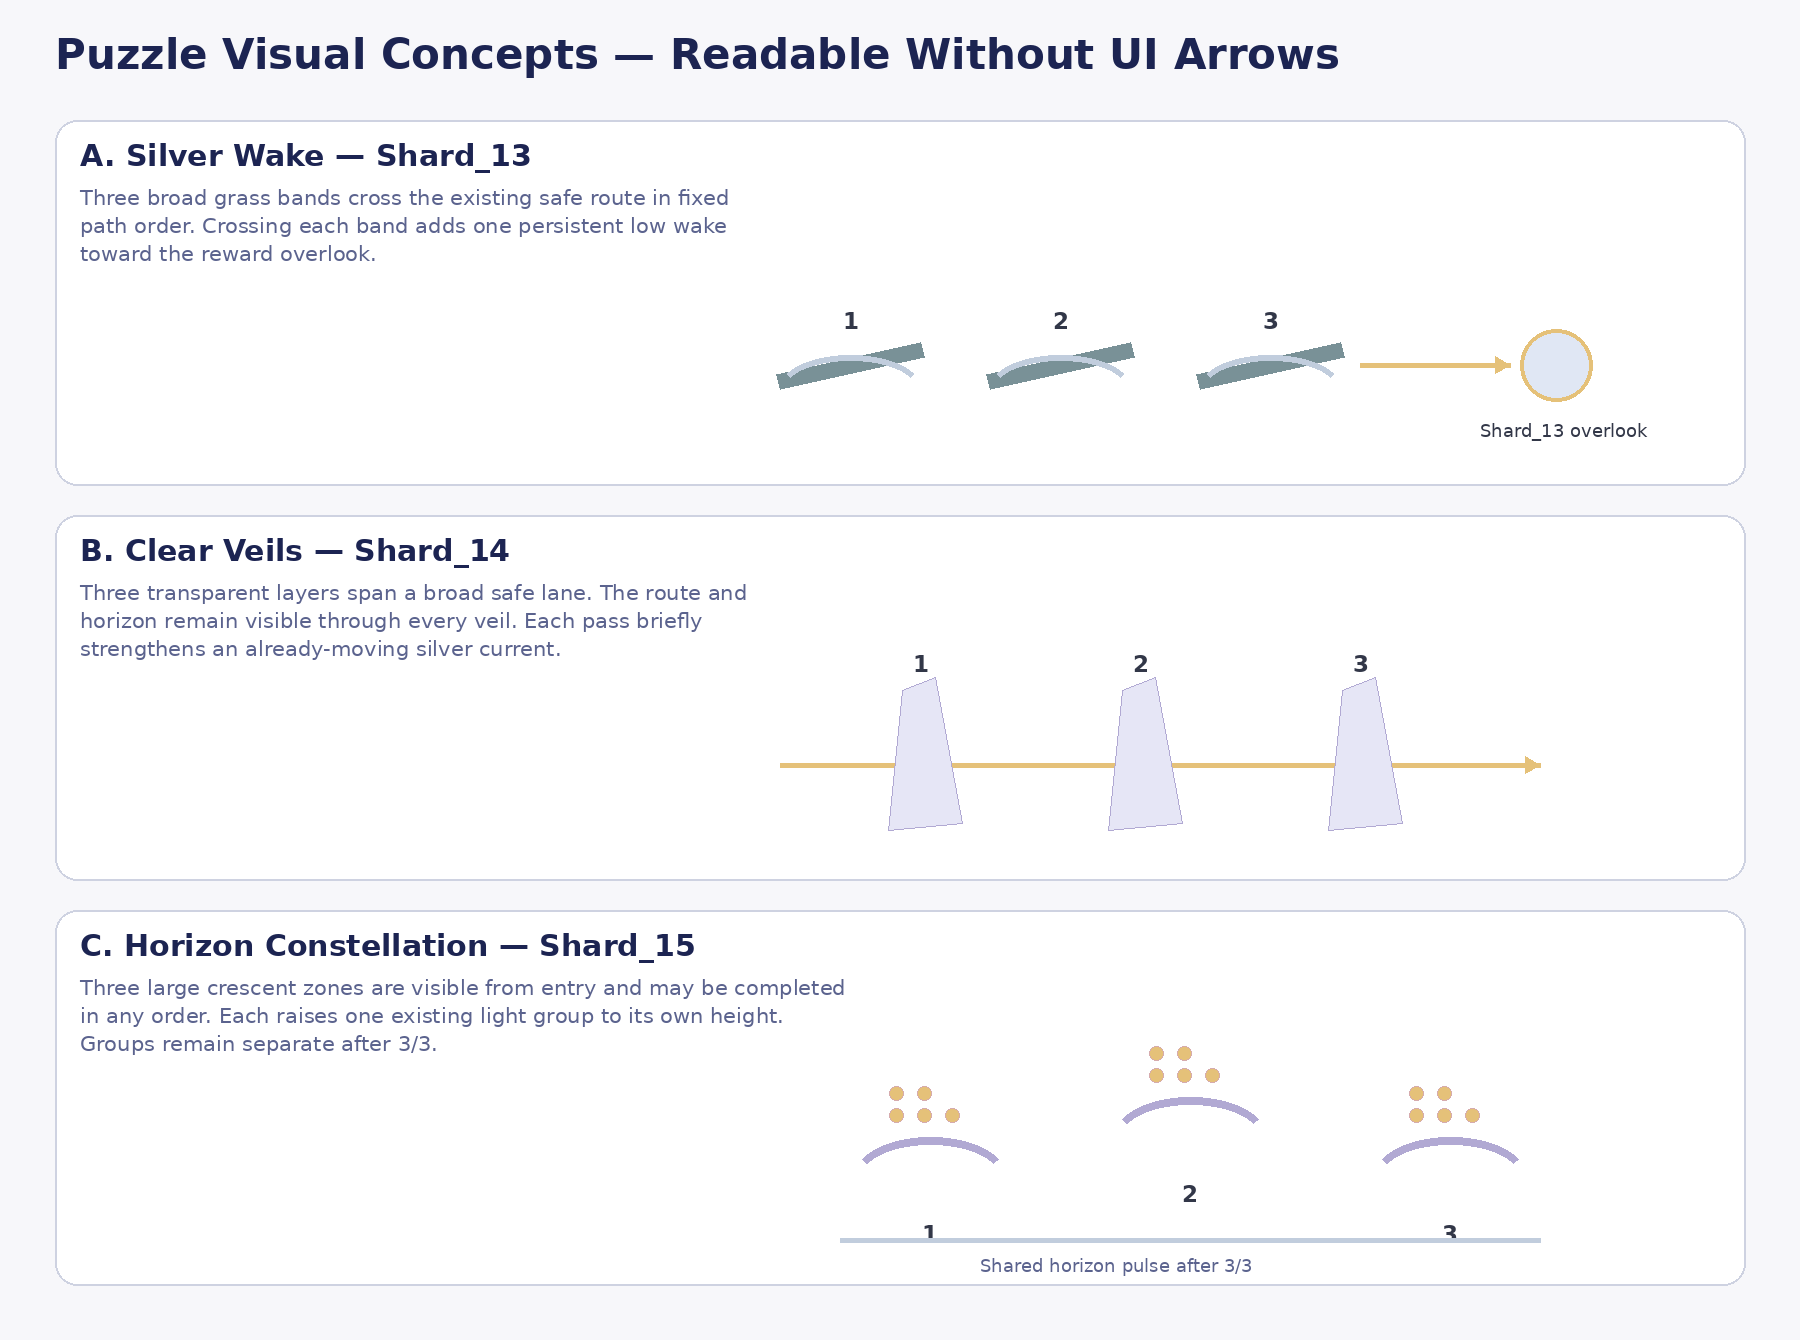 Puzzle Visual Concepts — Readable Without UI Arrows
A. Silver Wake — Shard_13
Three broad grass bands cross the existing safe route in fixed
path order. Crossing each band adds one persistent low wake
toward the reward overlook.
1
2
3
Shard_13 overlook
B. Clear Veils — Shard_14
Three transparent layers span a broad safe lane. The route and
horizon remain visible through every veil. Each pass briefly
strengthens an already-moving silver current.
1
2
3
C. Horizon Constellation — Shard_15
Three large crescent zones are visible from entry and may be completed
in any order. Each raises one existing light group to its own height.
Groups remain separate after 3/3.
2
1
3
Shared horizon pulse after 3/3